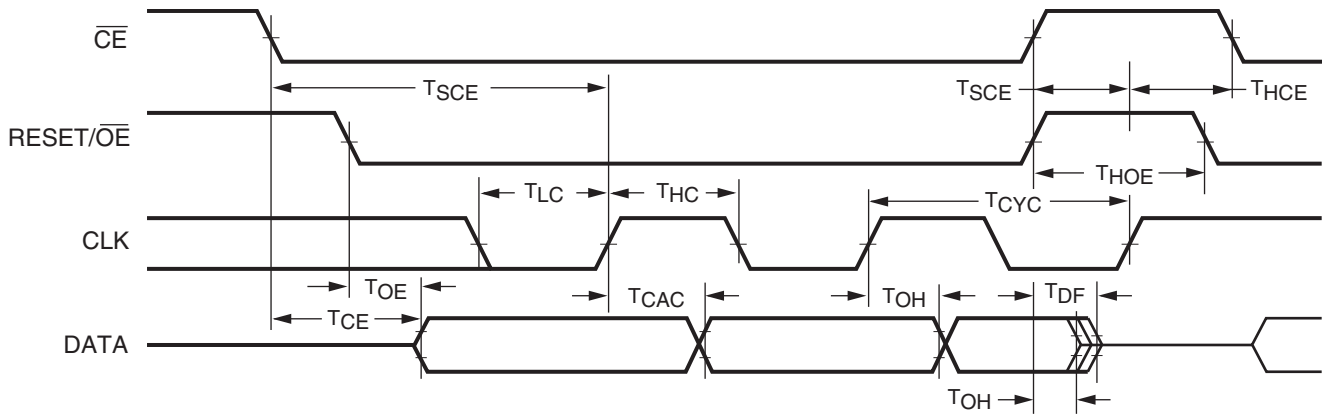 CE
TSCE TSCE THCE
RESET/OE
TLC THC THOE
TCYC
CLK
TOE TCAC TOH TDF
TCE
DATA
TOH